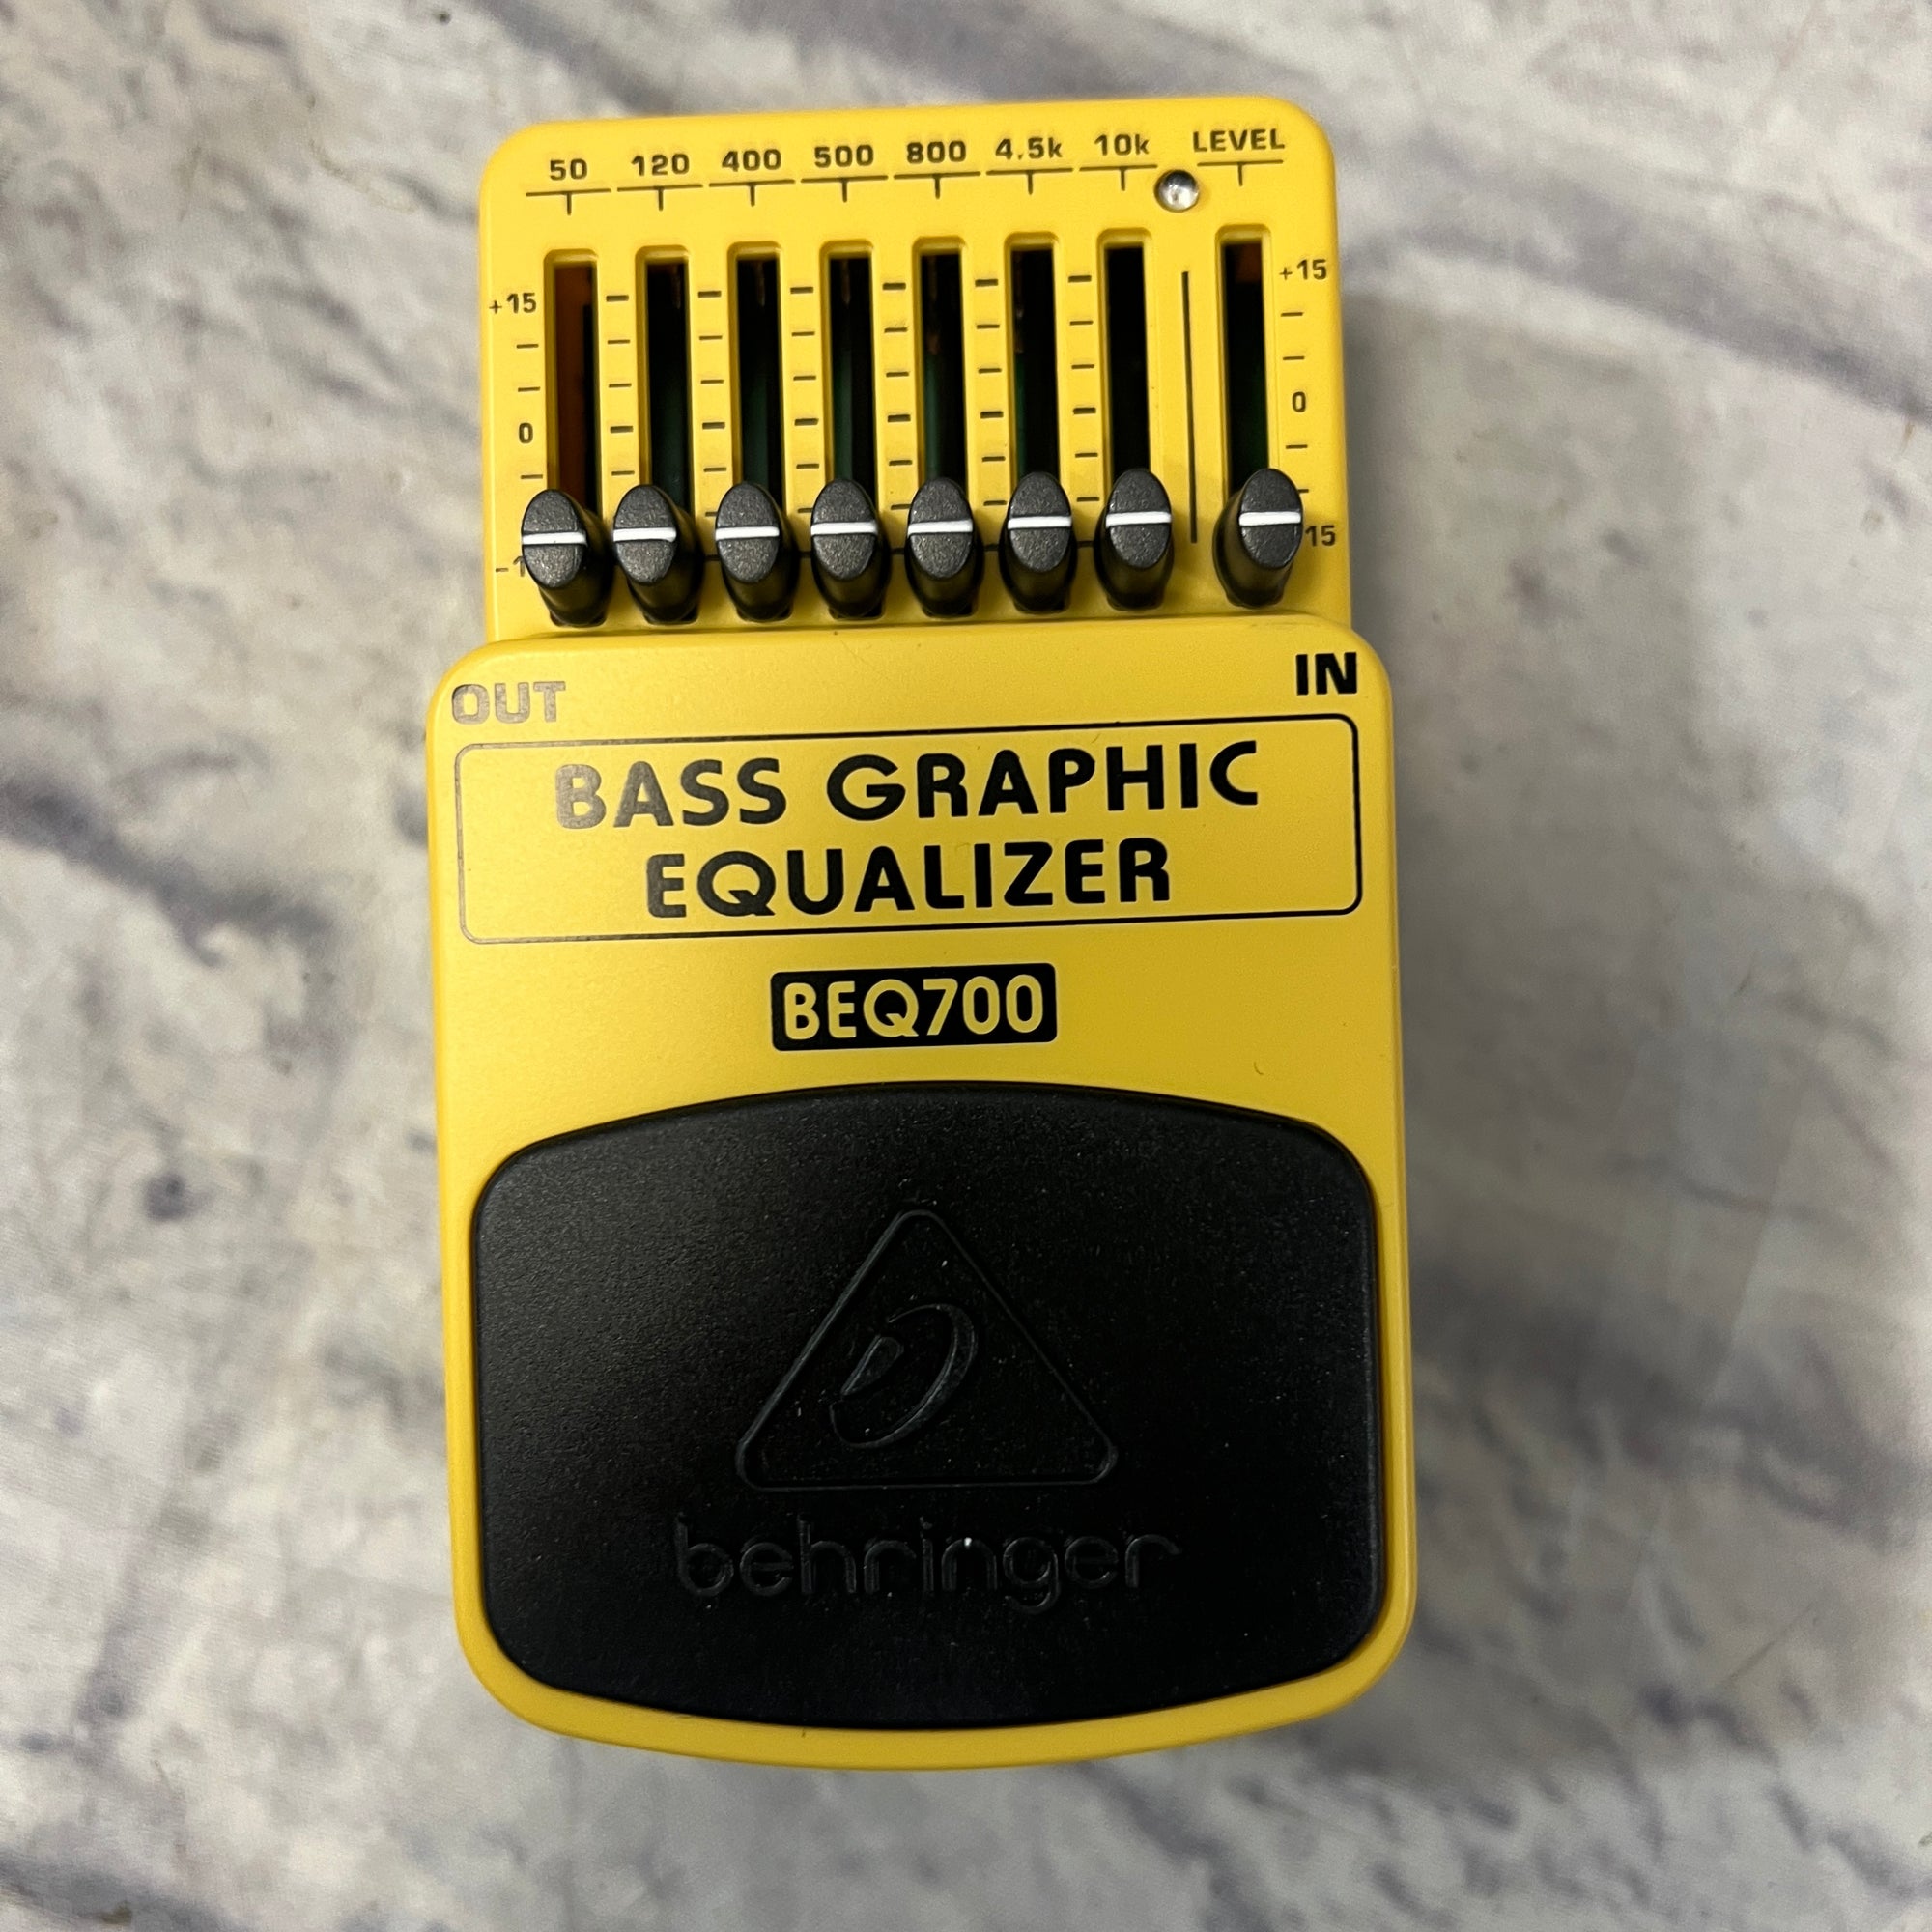 50 120 400 500 800 4.5k 10k LEVEL
+15 +15
0 0
-1 15
OUT IN
BASS GRAPHIC
EQUALIZER
BEQ700
behringer